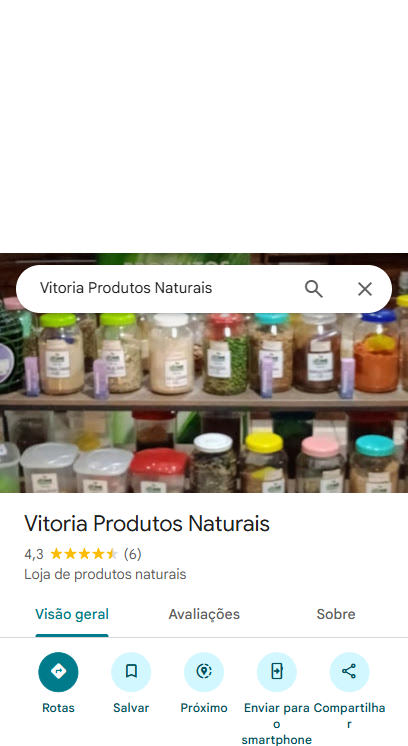 Vitoria Produtos Naturais
Vitoria Produtos Naturais
4,3 (6)
Loja de produtos naturais
Visão geral Avaliações Sobre
Rotas Salvar Próximo Enviar para o smartphone Compartilhar